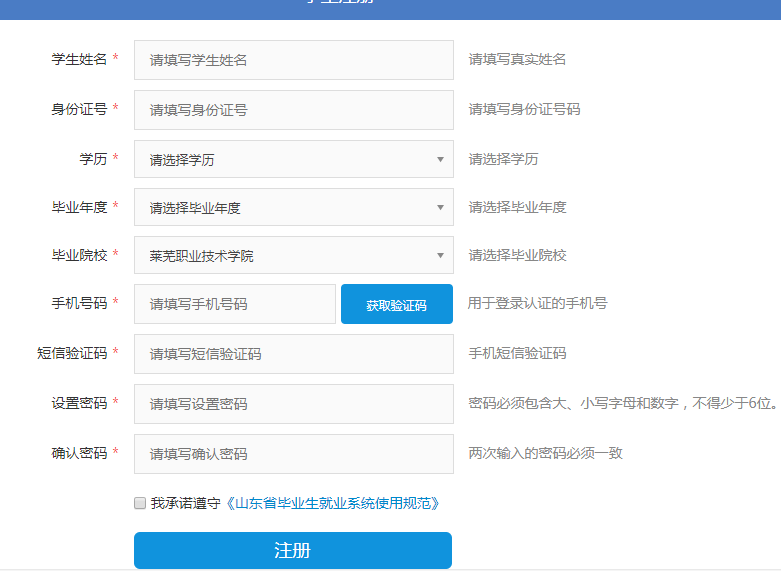 学生注册
学生姓名 * 请填写学生姓名 请填写真实姓名
身份证号 * 请填写身份证号 请填写身份证号码
学历 * 请选择学历 请选择学历
毕业年度 * 请选择毕业年度 请选择毕业年度
毕业院校 * 莱芜职业技术学院 请选择毕业院校
手机号码 * 请填写手机号码 获取验证码 用于登录认证的手机号
短信验证码 * 请填写短信验证码 手机短信验证码
设置密码 * 请填写设置密码 密码必须包含大、小写字母和数字，不得少于6位。
确认密码 * 请填写确认密码 两次输入的密码必须一致
我承诺遵守《山东省毕业生就业系统使用规范》
注册